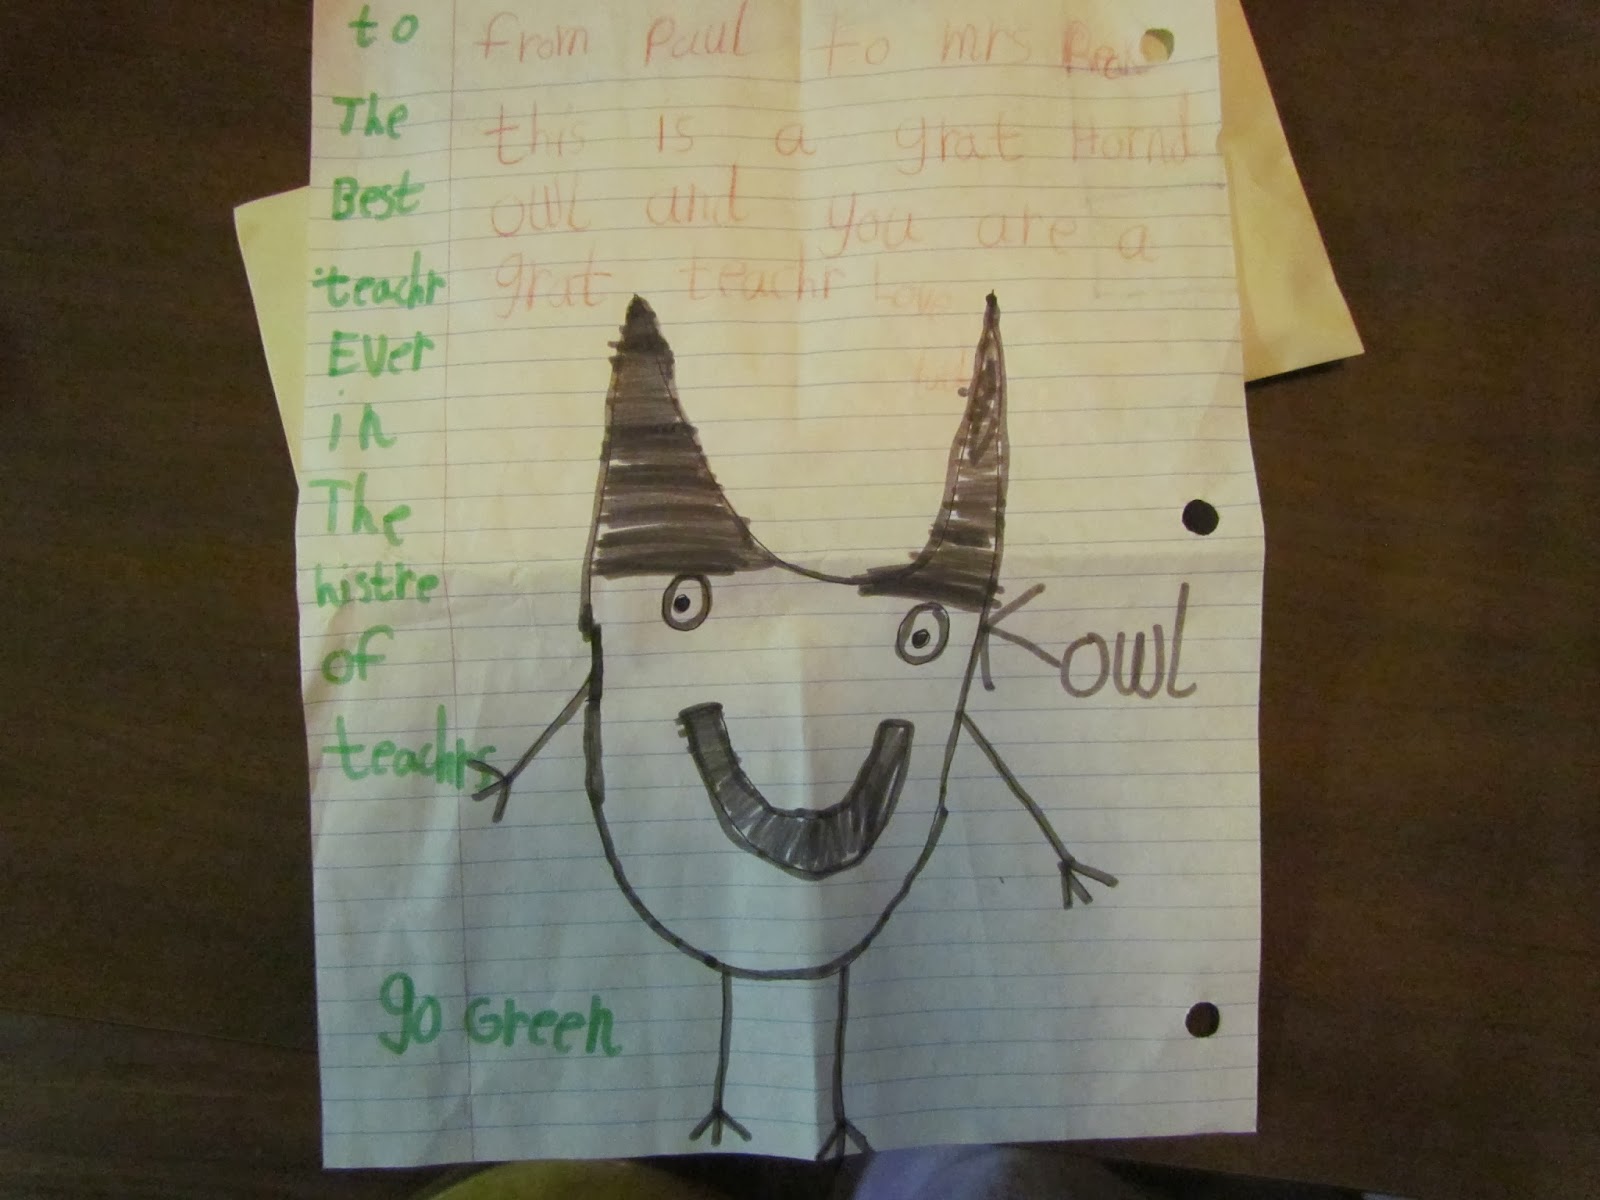 to
The
Best
teachr
Ever
in
The
histre
of
teachrs
from Paul to mrs
this is a grat Hornd
owl and you are a
grat teachr Love
owl
go Green